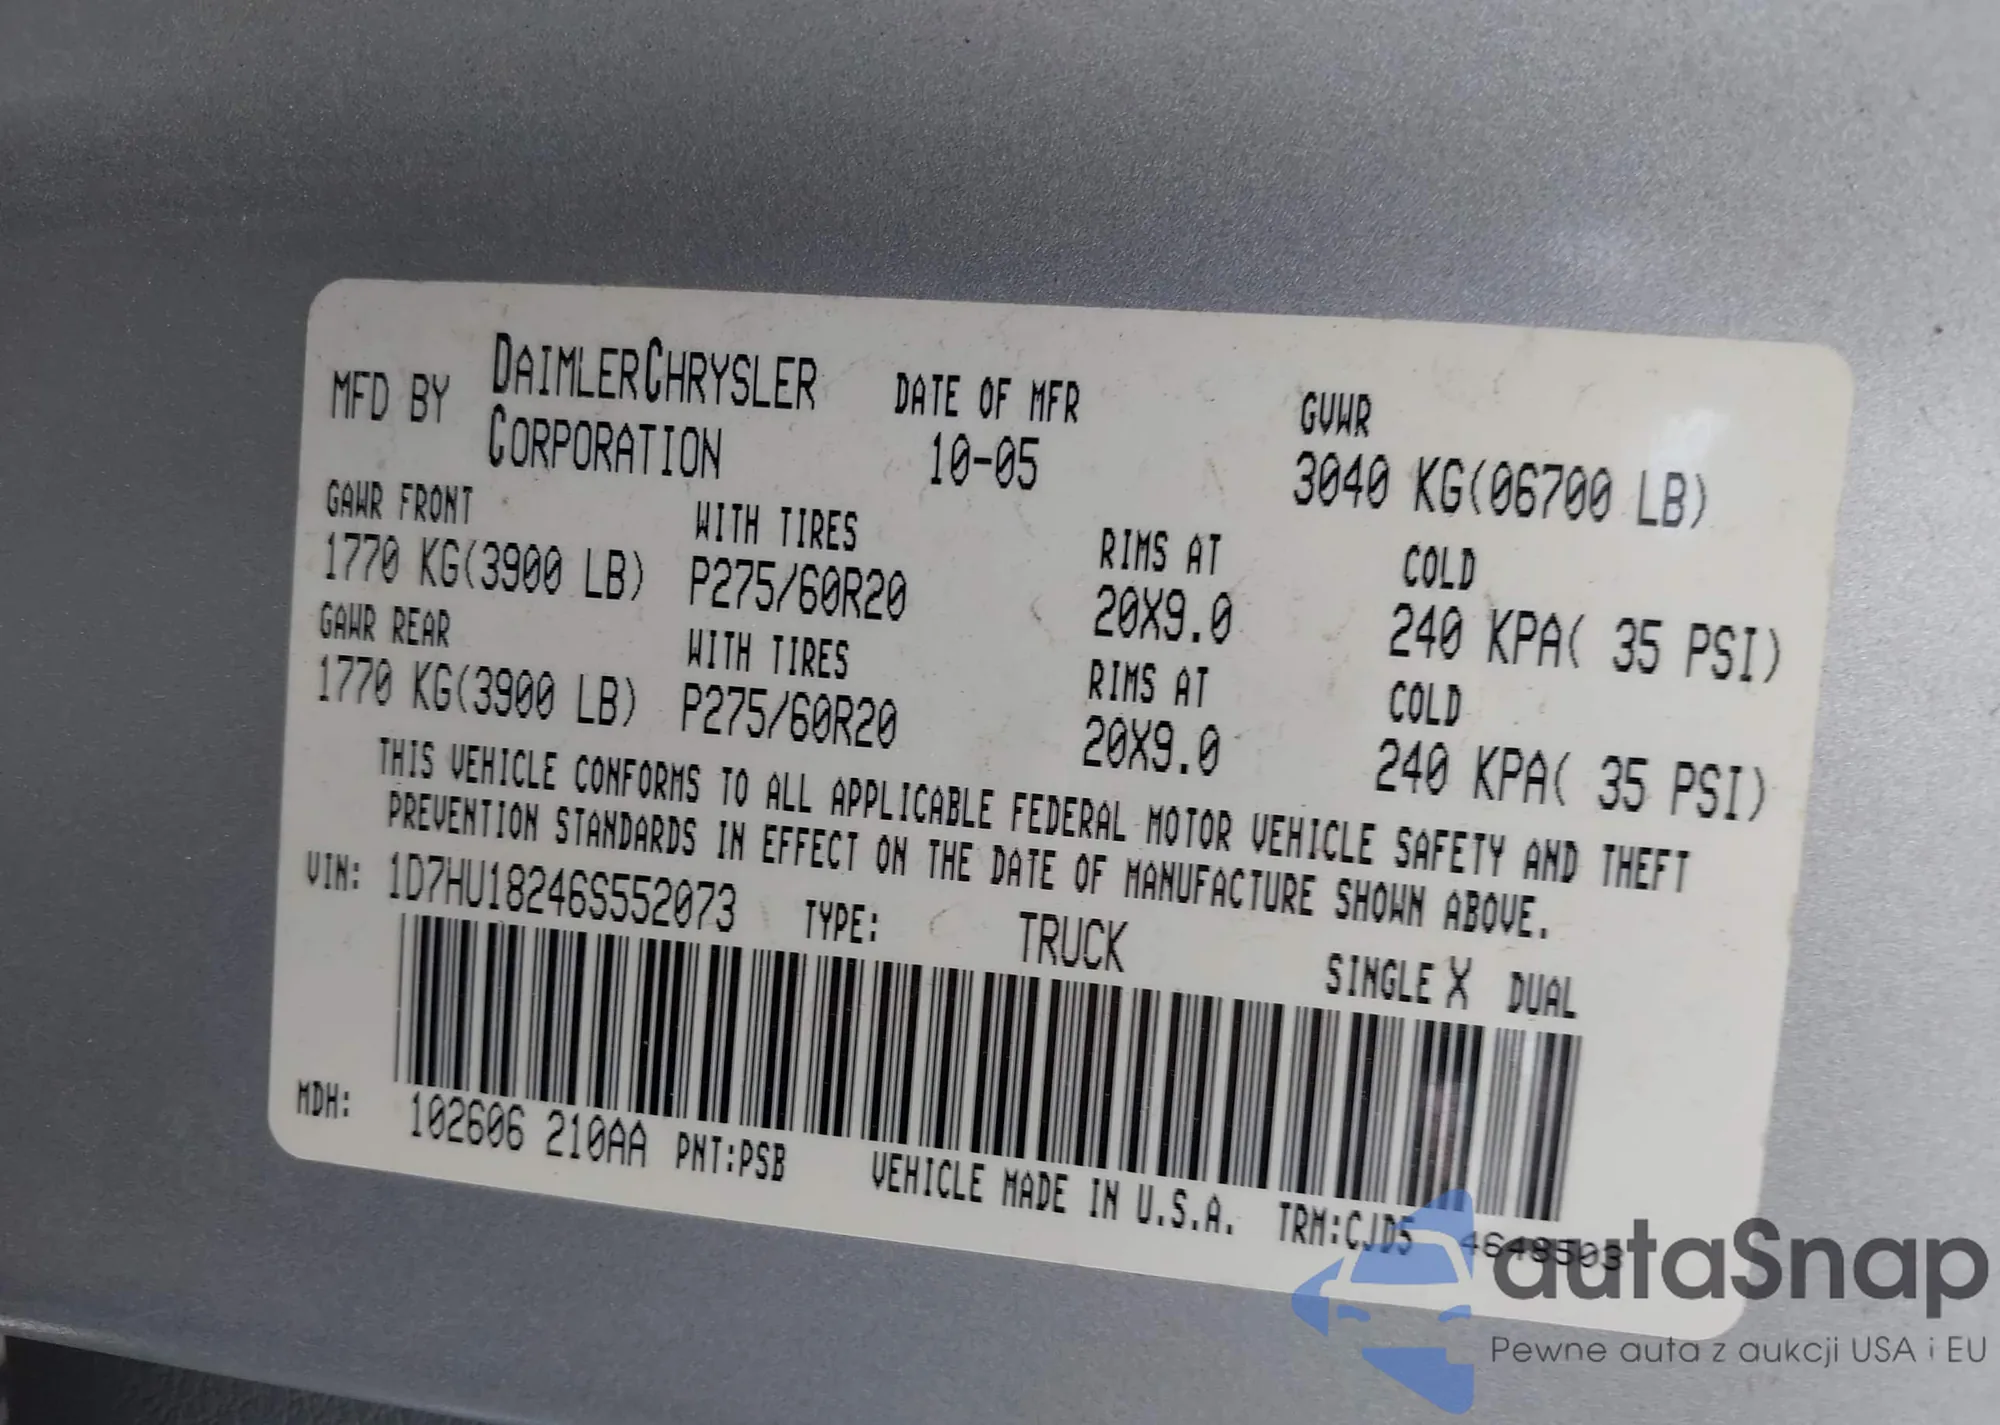 MFD BY DAIMLERCHRYSLER CORPORATION
DATE OF MFR
10-05
GVWR
3040 KG(06700 LB)
GAWR FRONT WITH TIRES RIMS AT COLD
1770 KG(3900 LB) P275/60R20 20X9.0 240 KPA( 35 PSI)
GAWR REAR WITH TIRES RIMS AT COLD
1770 KG(3900 LB) P275/60R20 20X9.0 240 KPA( 35 PSI)
THIS VEHICLE CONFORMS TO ALL APPLICABLE FEDERAL MOTOR VEHICLE SAFETY AND THEFT
PREVENTION STANDARDS IN EFFECT ON THE DATE OF MANUFACTURE SHOWN ABOVE.
VIN: 1D7HU18246S552073 TYPE: TRUCK SINGLE X DUAL
MDH: 102606 210AA PNT:PSB VEHICLE MADE IN U.S.A. TRM:CJD5 4648503
autaSnap
Pewne auta z aukcji USA i EU